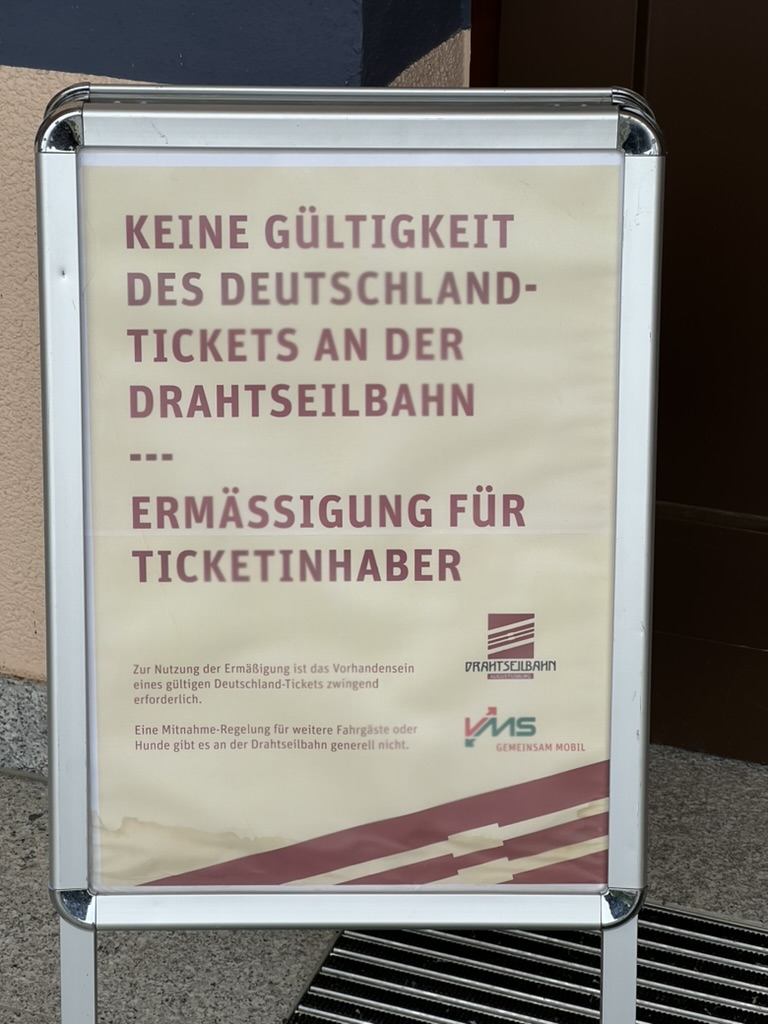 KEINE GÜLTIGKEIT
DES DEUTSCHLAND-
TICKETS AN DER
DRAHTSEILBAHN
---
ERMÄSSIGUNG FÜR
TICKETINHABER
Zur Nutzung der Ermäßigung ist das Vorhandensein
eines gültigen Deutschland-Tickets zwingend
erforderlich.
Eine Mitnahme-Regelung für weitere Fahrgäste oder
Hunde gibt es an der Drahtseilbahn generell nicht.
DRAHTSEILBAHN
AUGUSTUSBURG
VMS
GEMEINSAM MOBIL